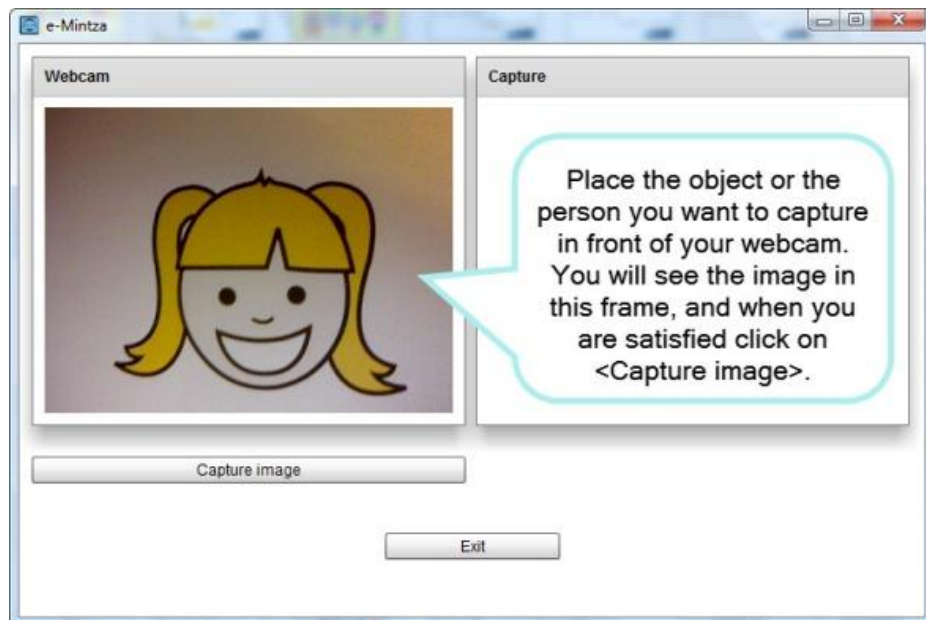 e-Mintza
Webcam
Capture
Place the object or the
person you want to capture
in front of your webcam.
You will see the image in
this frame, and when you
are satisfied click on
<Capture image>.
Capture image
Exit